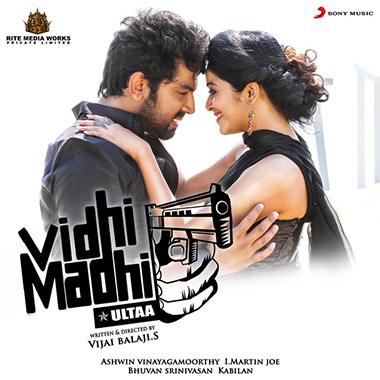 RITE MEDIA WORKS
PRIVATE LIMITED
SONY MUSIC
Vidhi
Madhi
ULTAA
WRITTEN & DIRECTED BY
VIJAI BALAJI.S
ASHWIN VINAYAGAMOORTHY I.MARTIN JOE
BHUVAN SRINIVASAN KABILAN